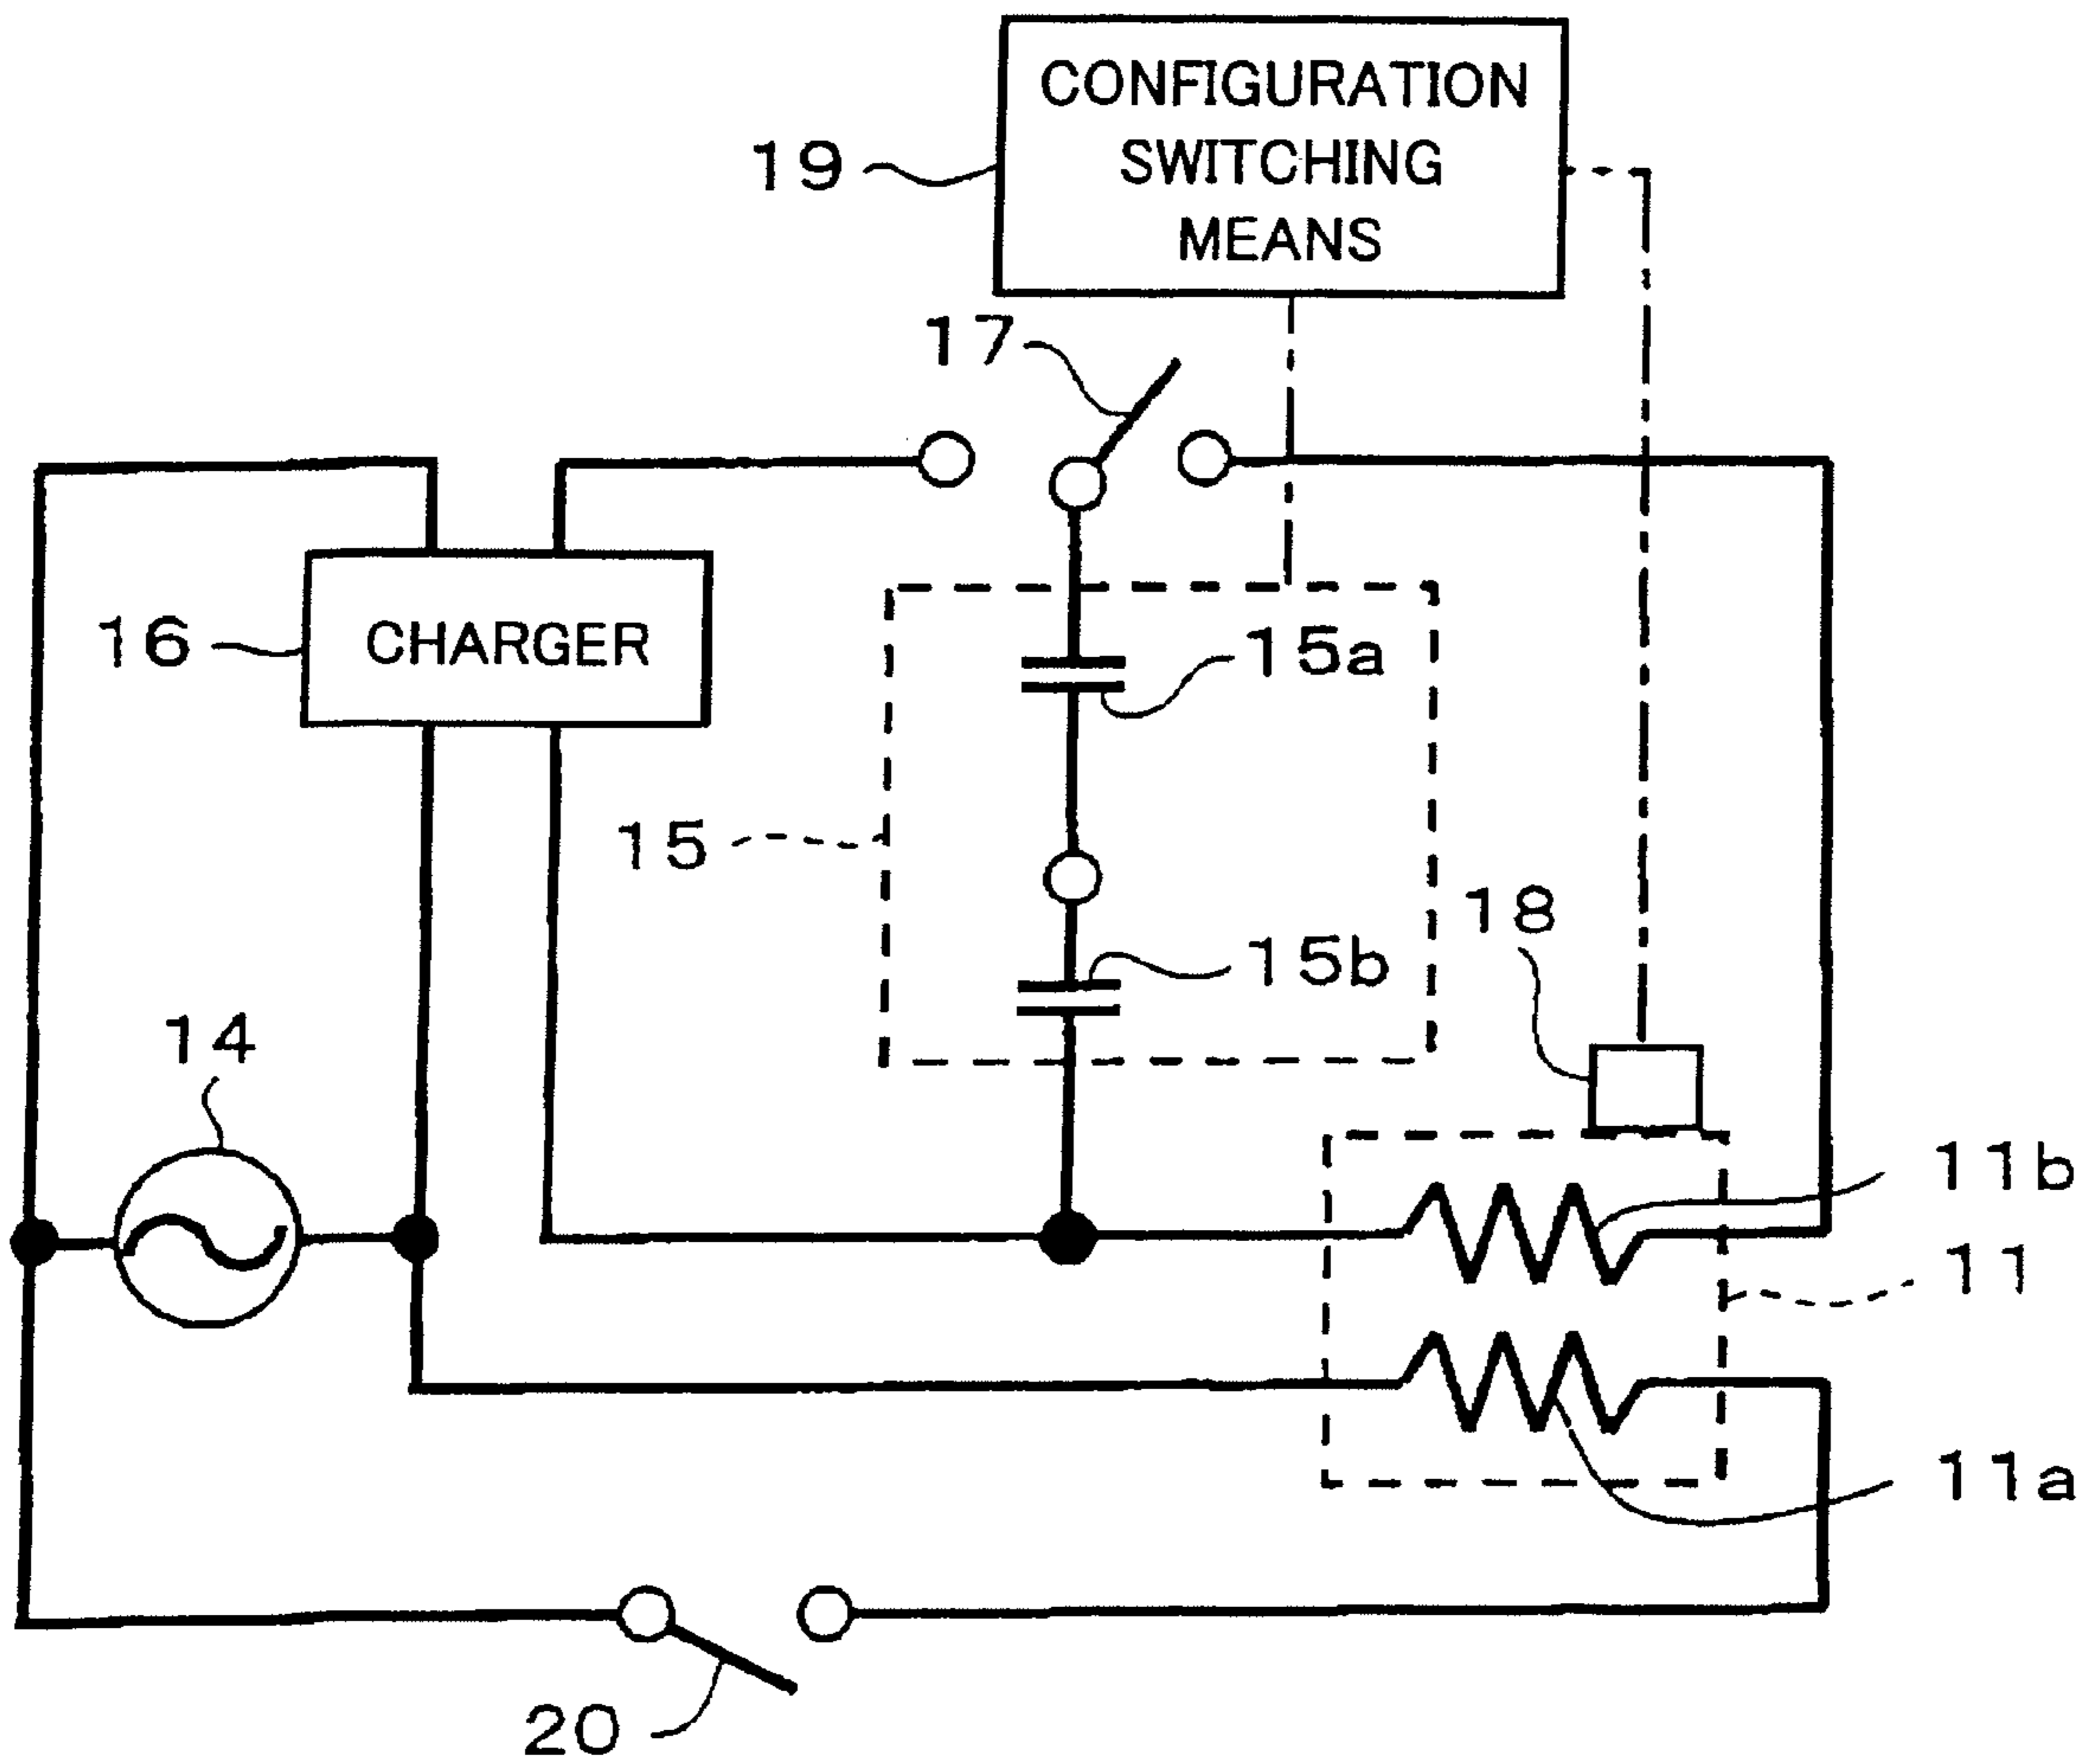 CONFIGURATION
SWITCHING
MEANS
19
17
16
CHARGER
15a
15
18
15b
14
11b
11
11a
20